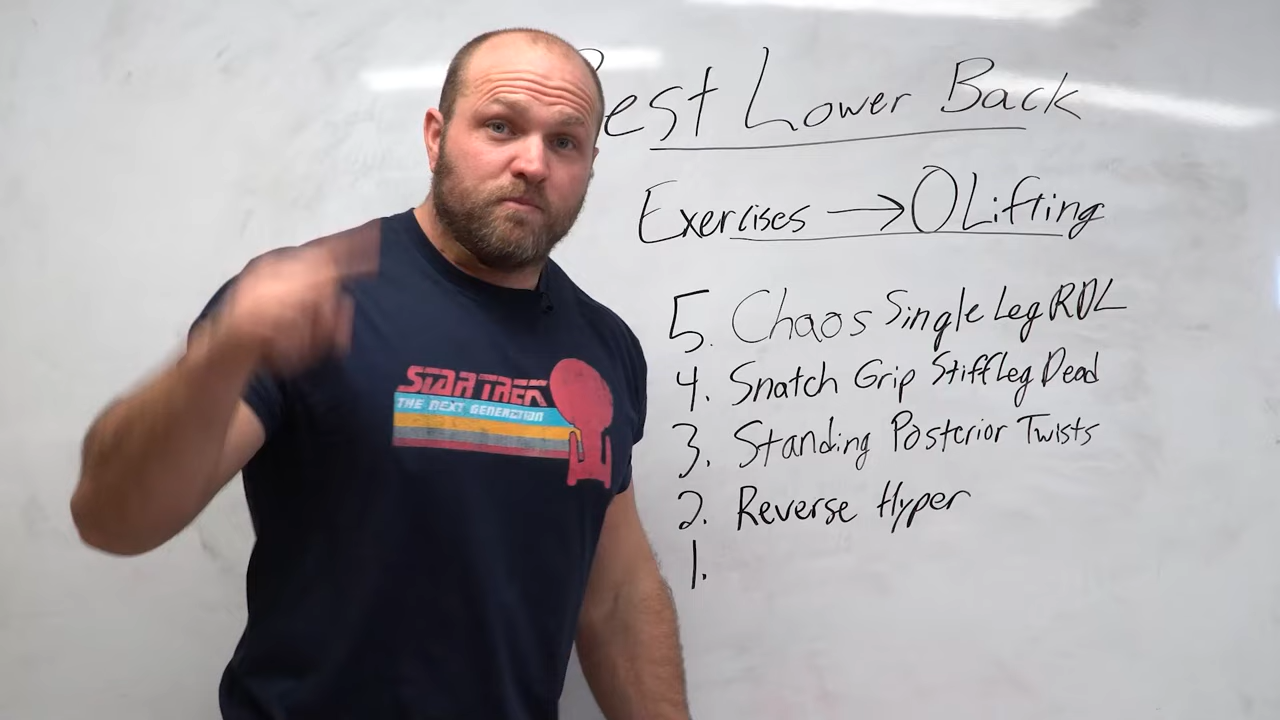 Best Lower Back
Exercises → OLifting
5. Chaos Single Leg RDL
4. Snatch Grip Stiff Leg Dead
3. Standing Posterior Twists
2. Reverse Hyper
1.
STAR TREK
THE NEXT GENERATION